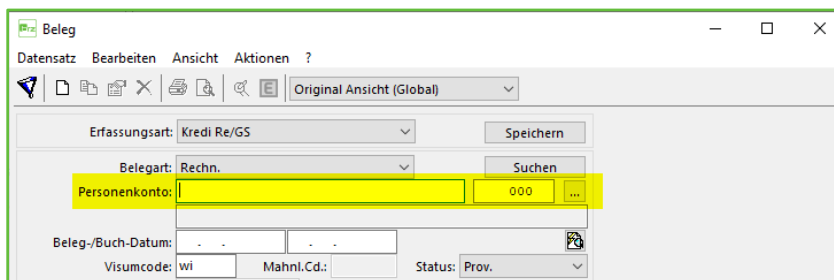 Erz Beleg
Datensatz Bearbeiten Ansicht Aktionen ?
E Original Ansicht (Global)
Erfassungsart: Kredi Re/GS Speichern
Belegart: Rechn. Suchen
Personenkonto: 000 ...
Beleg-/Buch-Datum: . . . .
Visumcode: wi Mahnl.Cd.: Status: Prov.